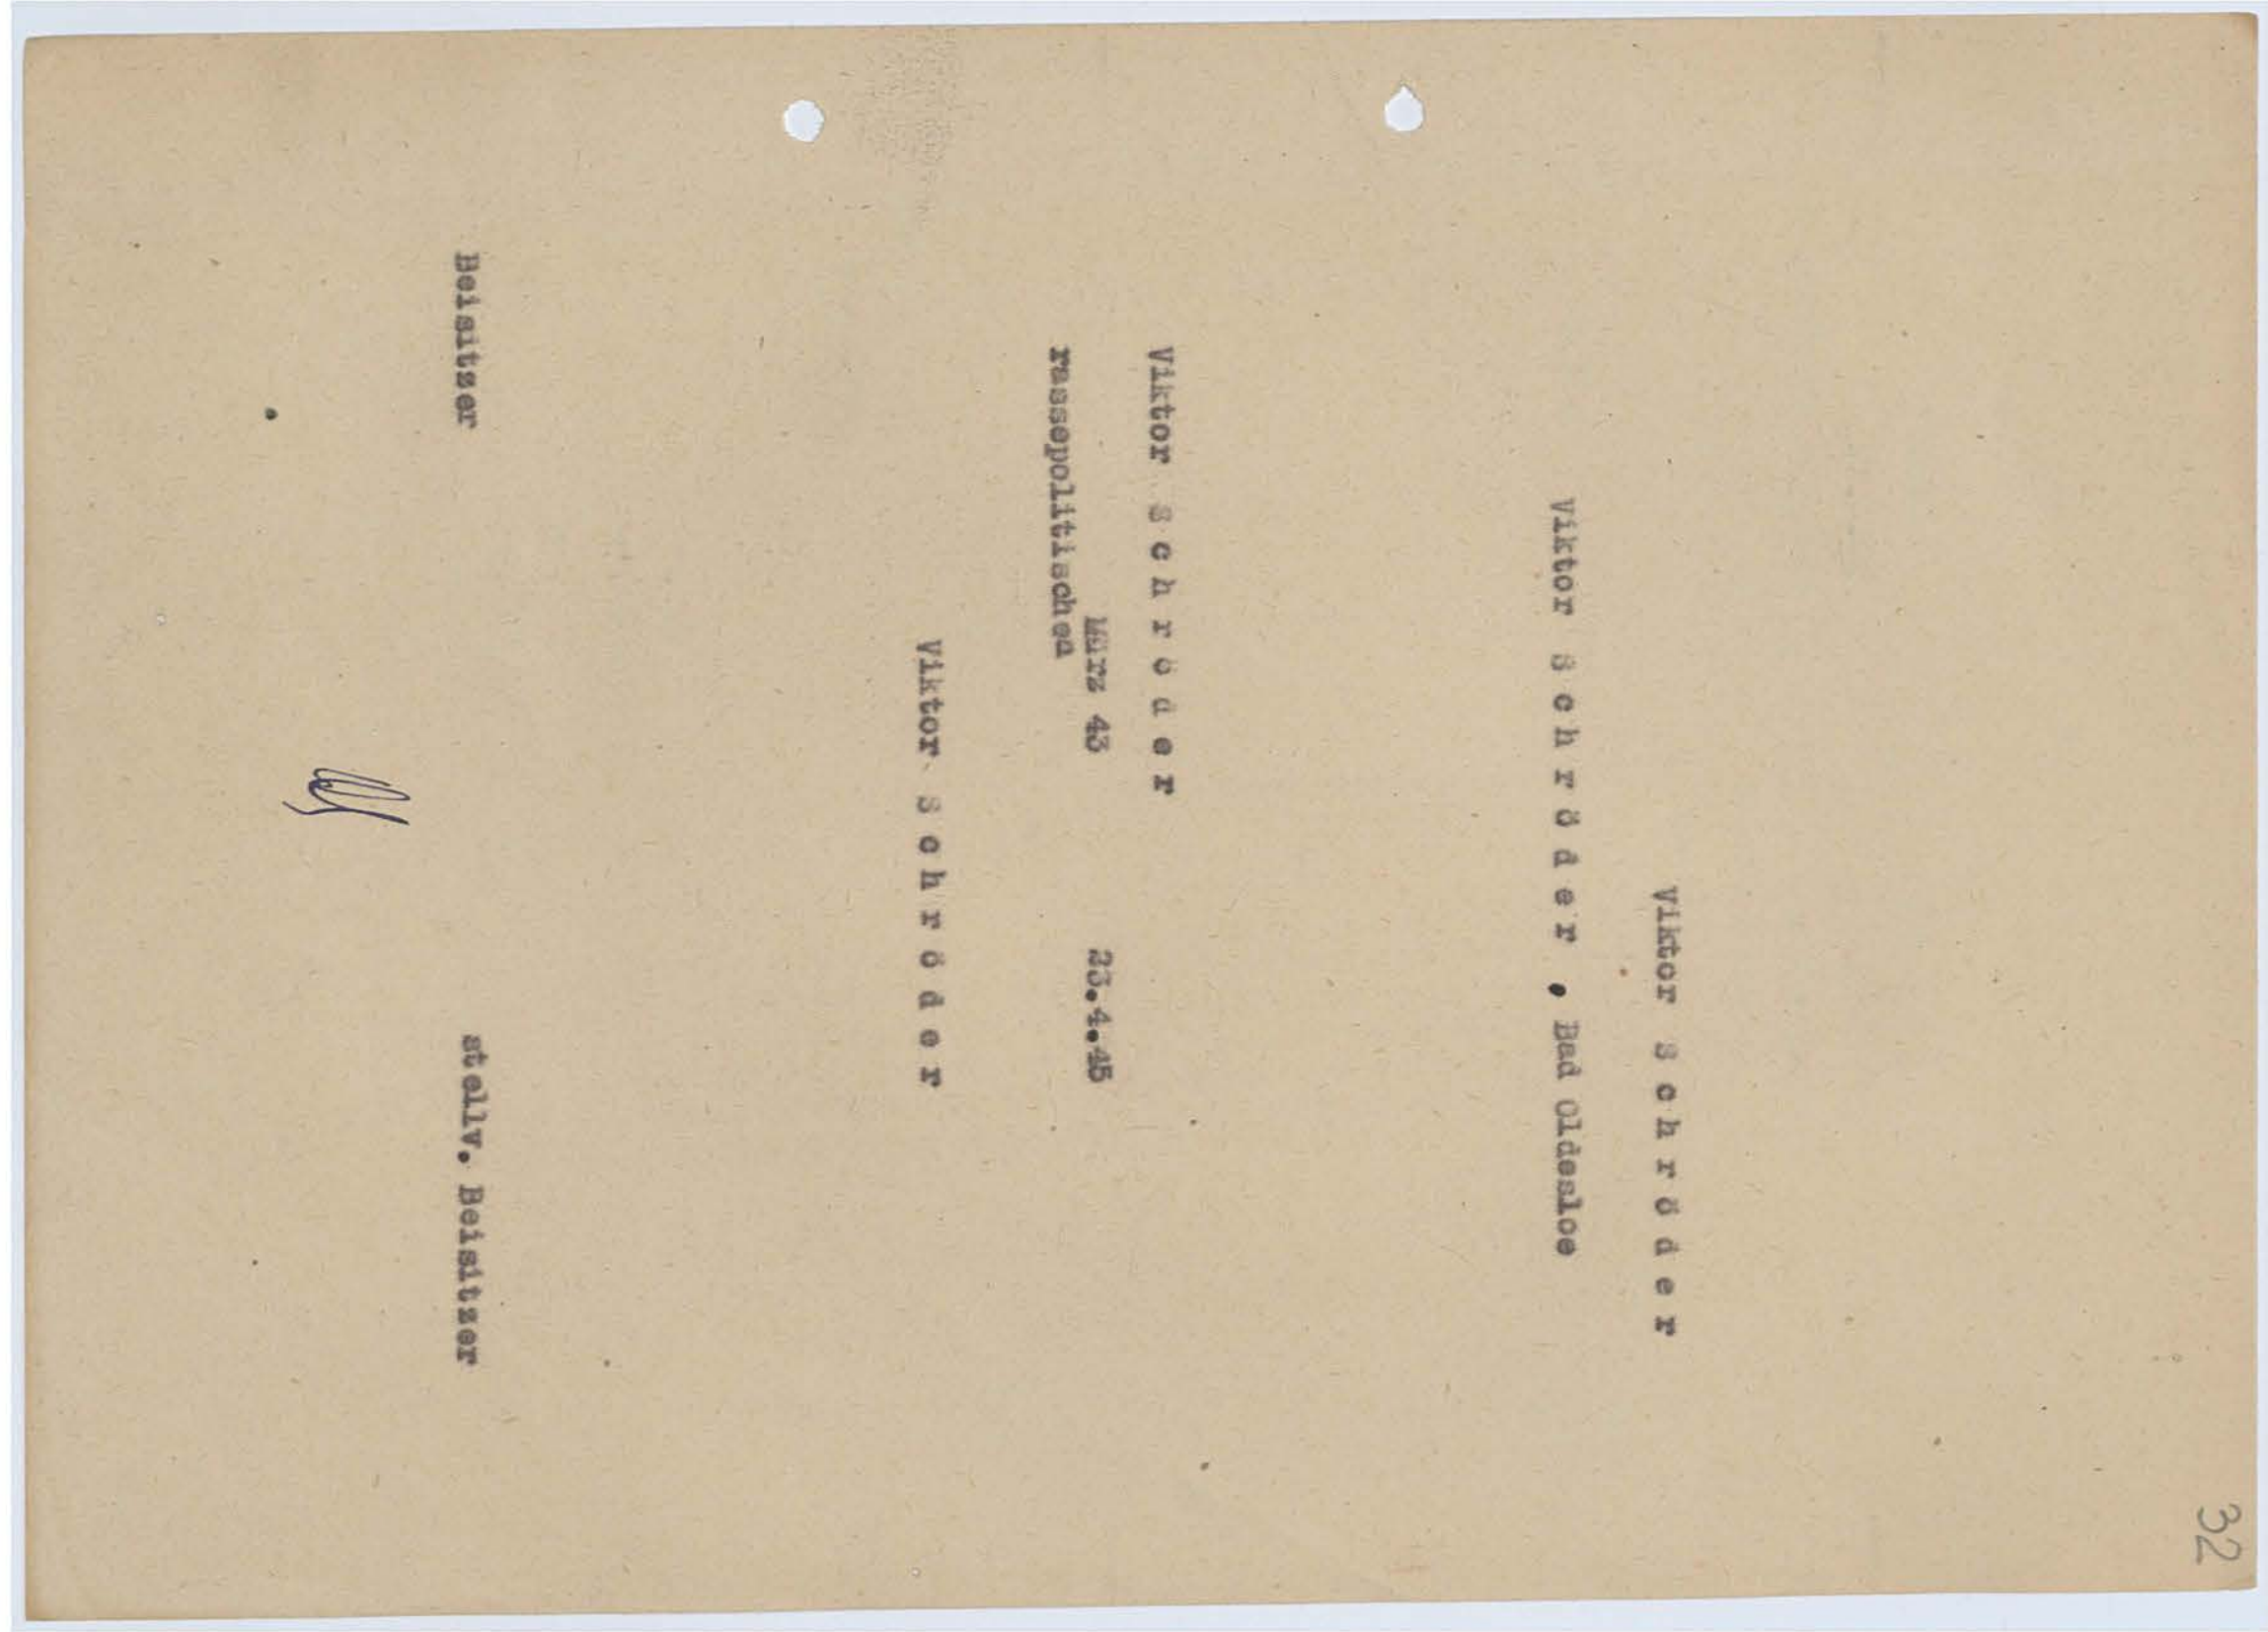 32
Viktor S c h r ö d e r
Viktor S c h r ö d e r , Bad Oldesloe
Viktor S c h r ö d e r
März 43 23.4.45
rassepolitischen
Viktor S c h r ö d e r
Beisitzer stellv. Beisitzer